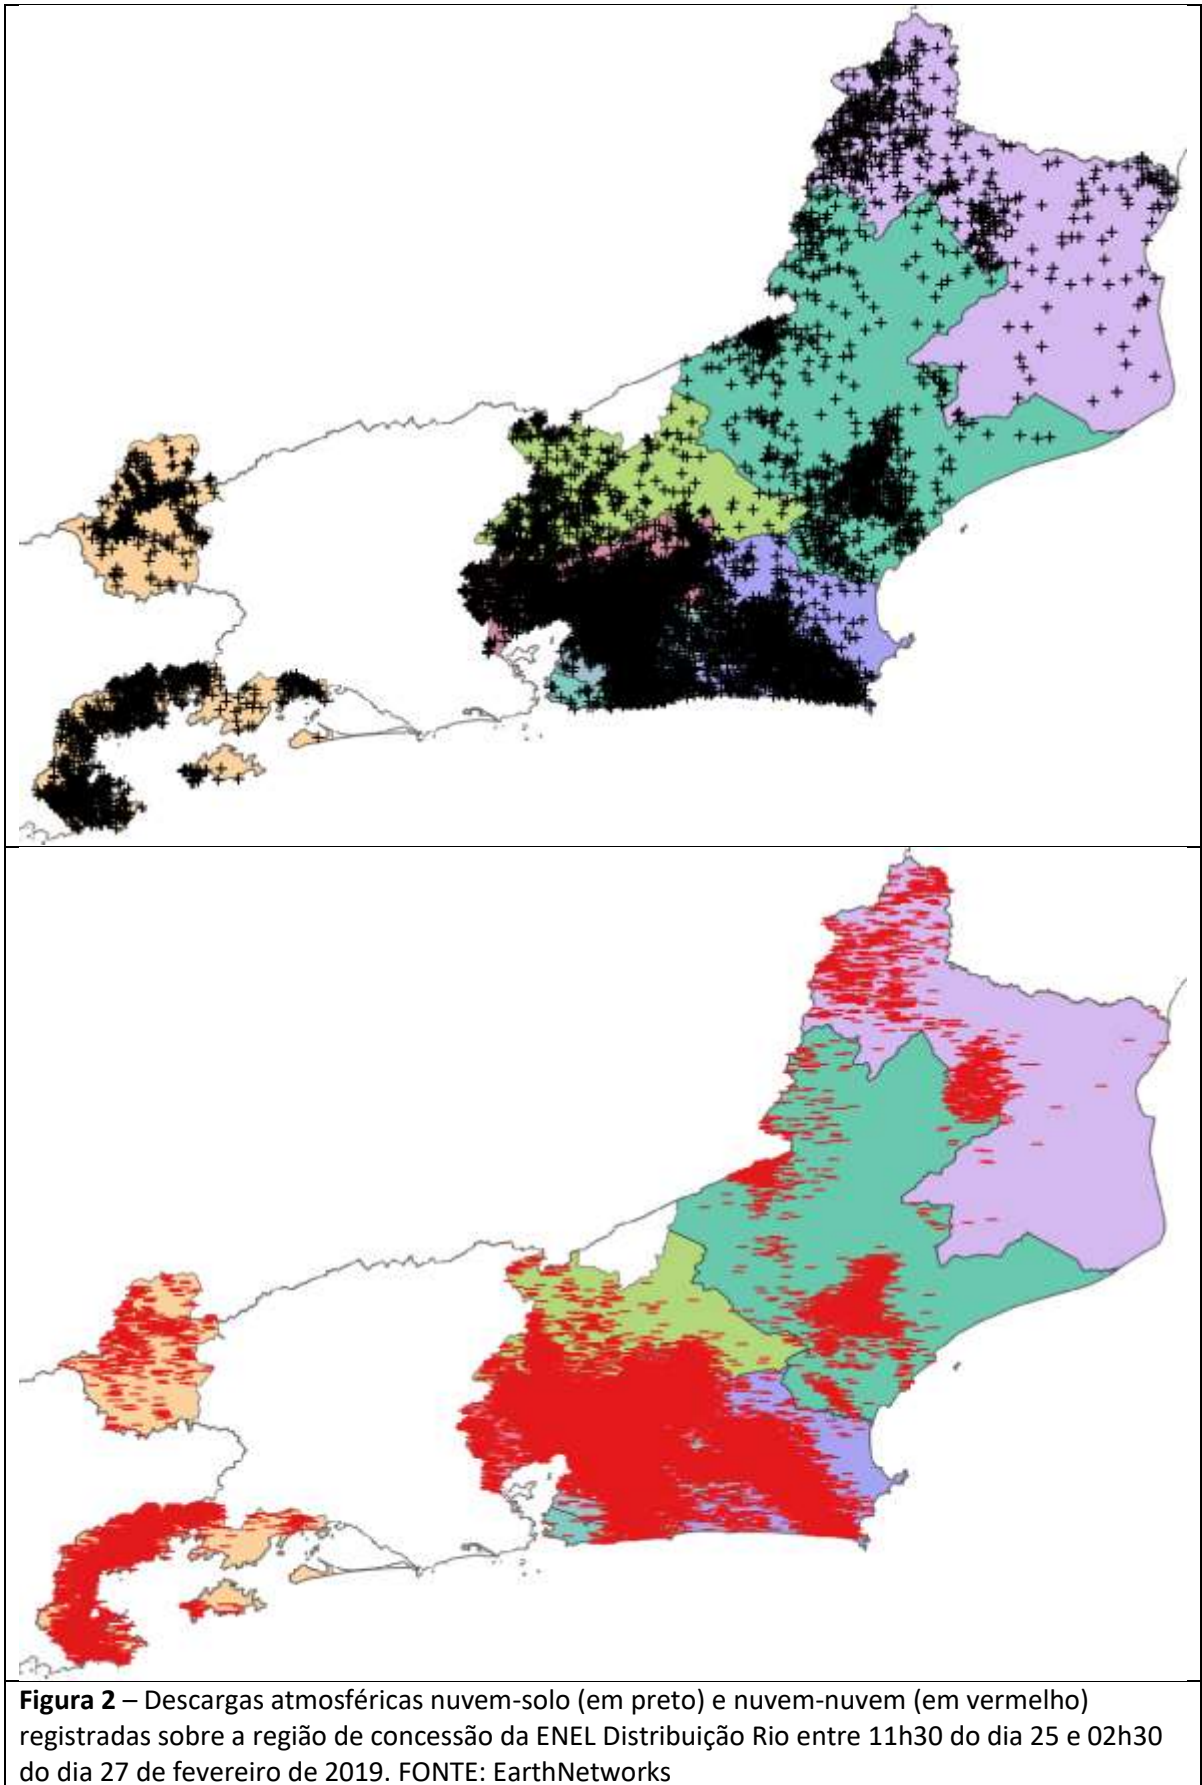 Figura 2 – Descargas atmosféricas nuvem-solo (em preto) e nuvem-nuvem (em vermelho)
registradas sobre a região de concessão da ENEL Distribuição Rio entre 11h30 do dia 25 e 02h30
do dia 27 de fevereiro de 2019. FONTE: EarthNetworks